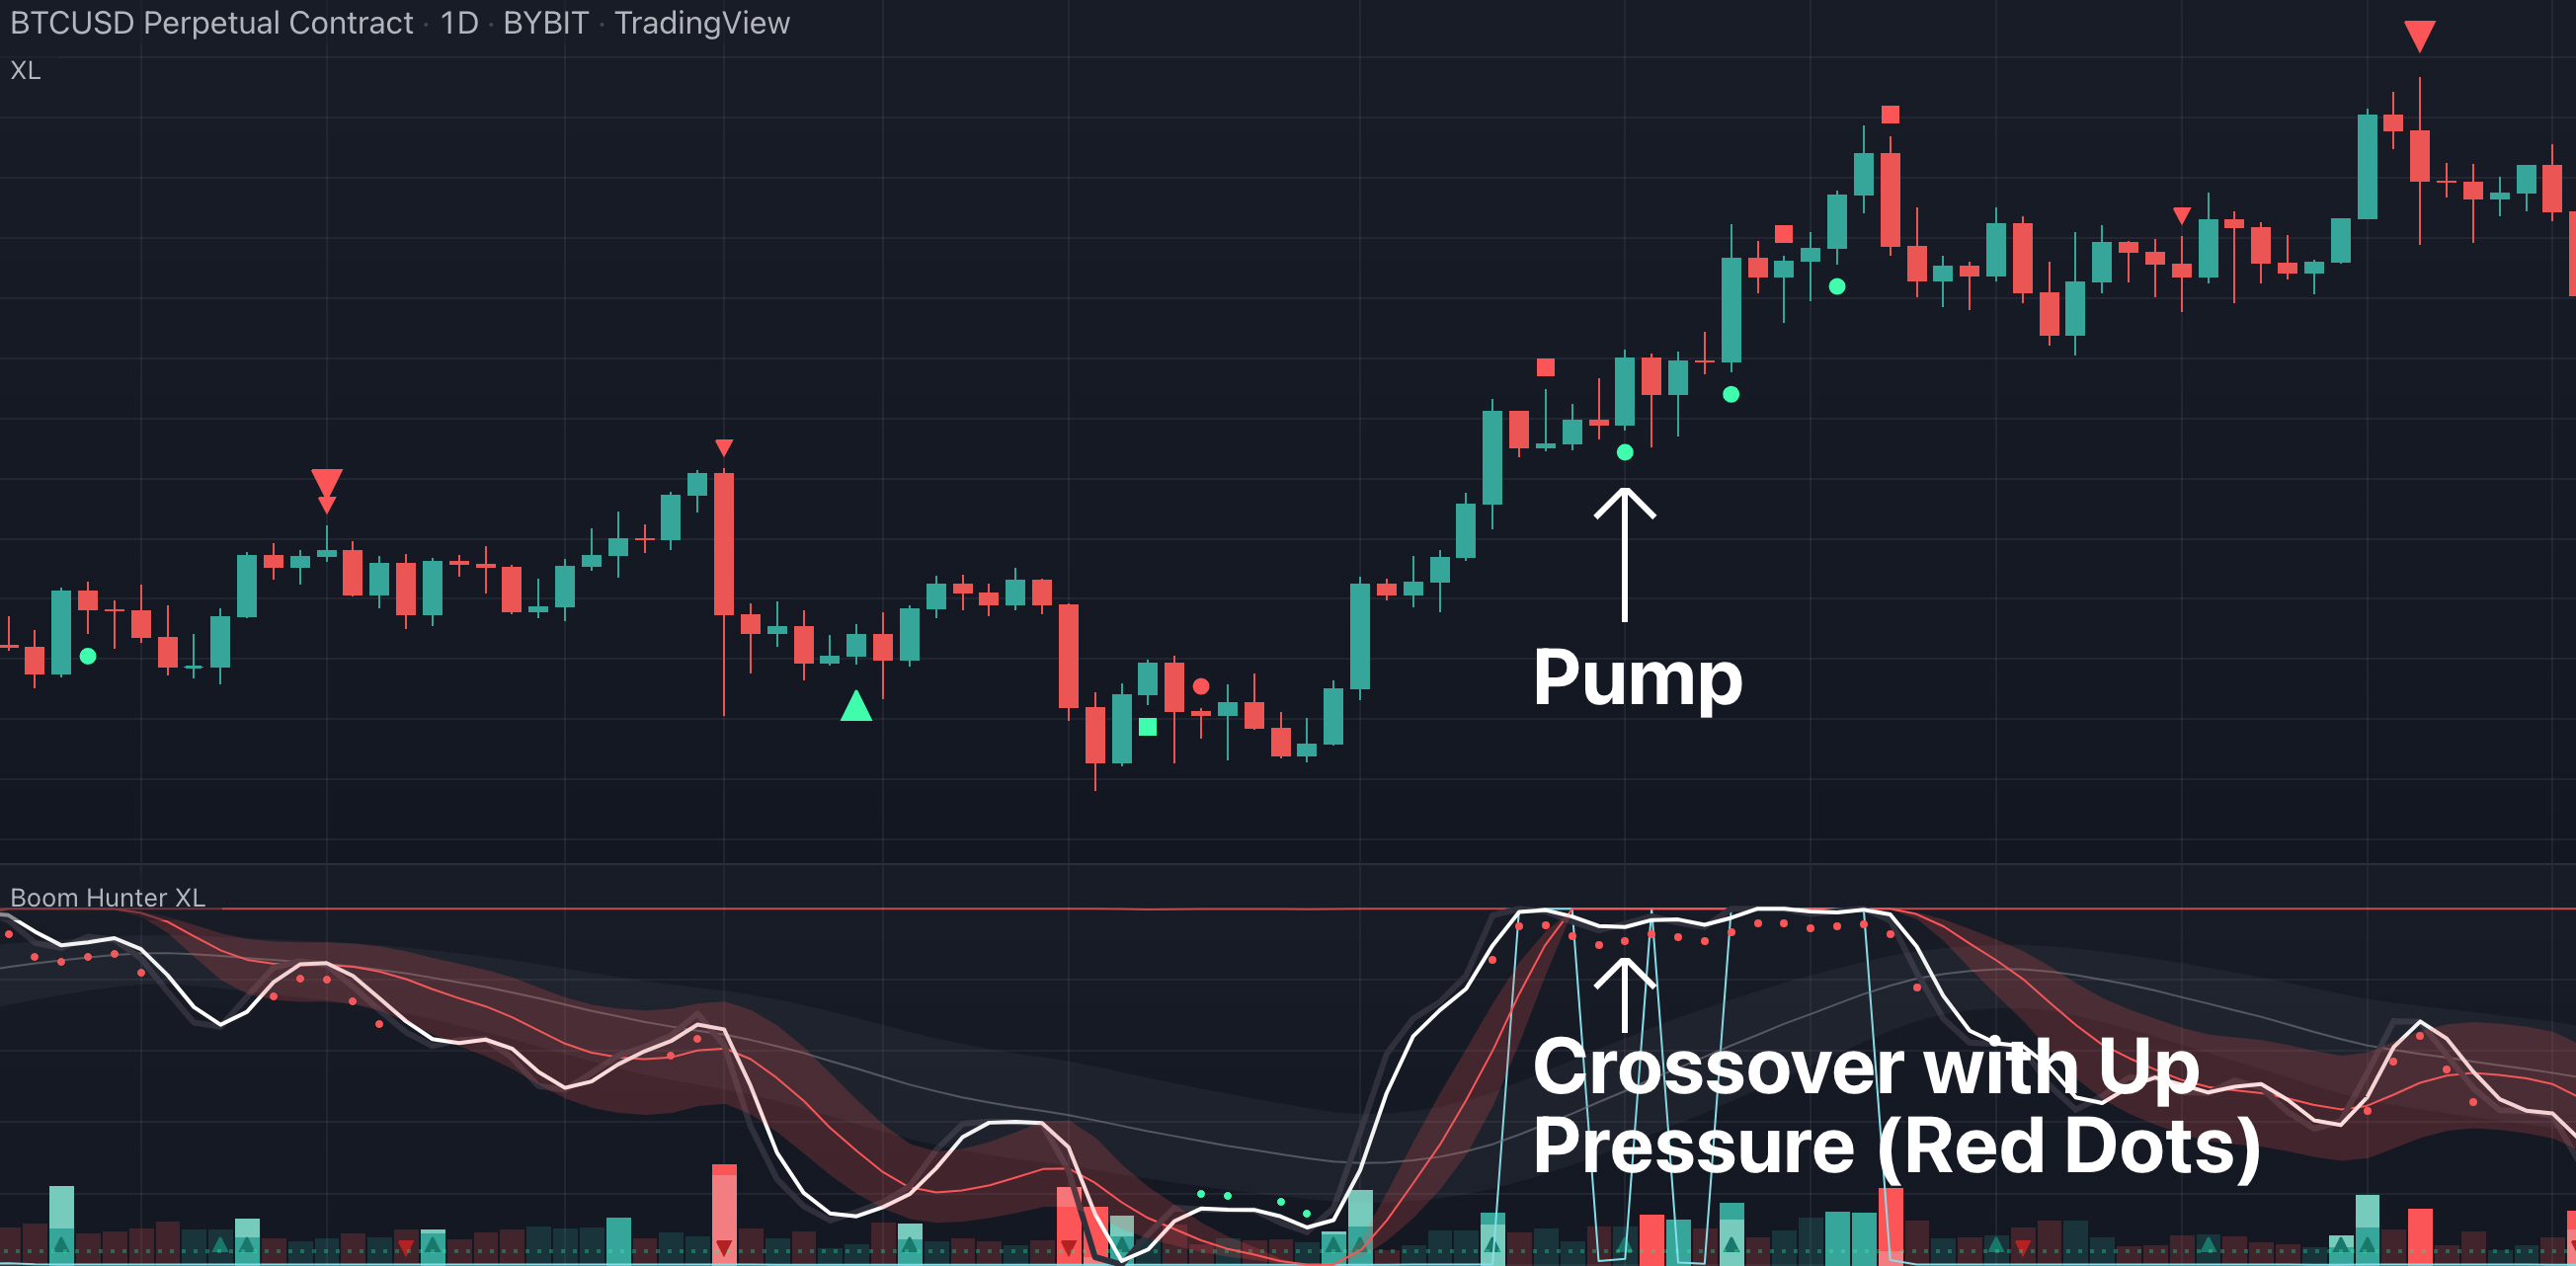 BTCUSD Perpetual Contract · 1D · BYBIT · TradingView
XL
Pump
Boom Hunter XL
Crossover with Up
Pressure (Red Dots)